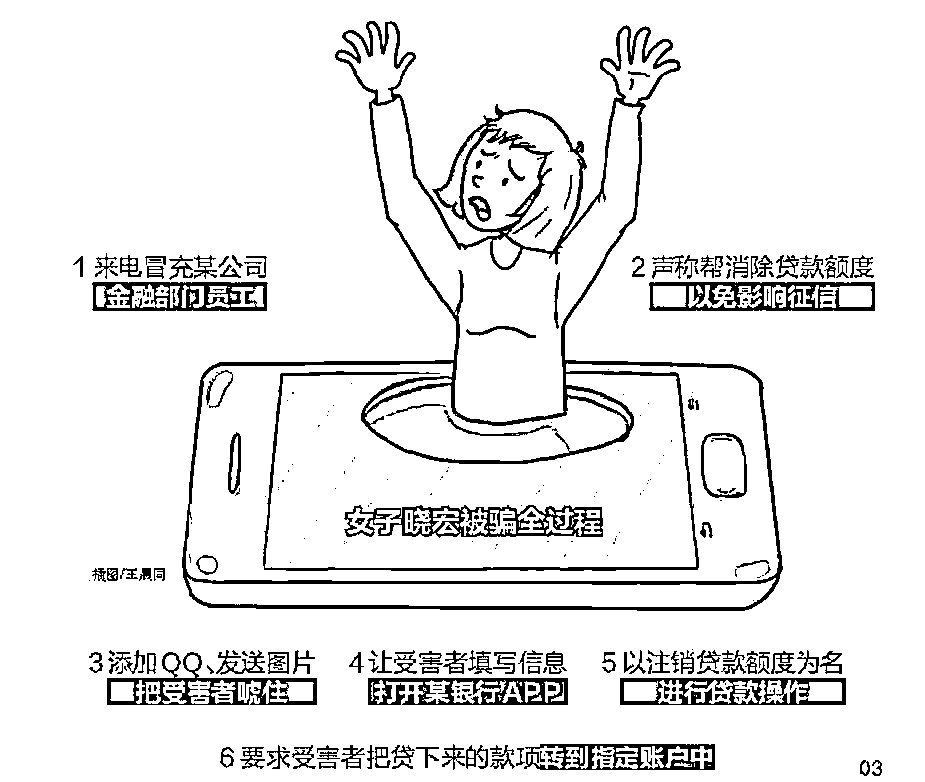 1 来电冒充某公司
金融部门员工
2 声称帮消除贷款额度
以免影响征信
女子晓宏被骗全过程
插图/王晨同
3 添加QQ、发送图片
把受害者唬住
4 让受害者填写信息
打开某银行APP
5 以注销贷款额度为名
进行贷款操作
6 要求受害者把贷下来的款项转到指定账户中
03